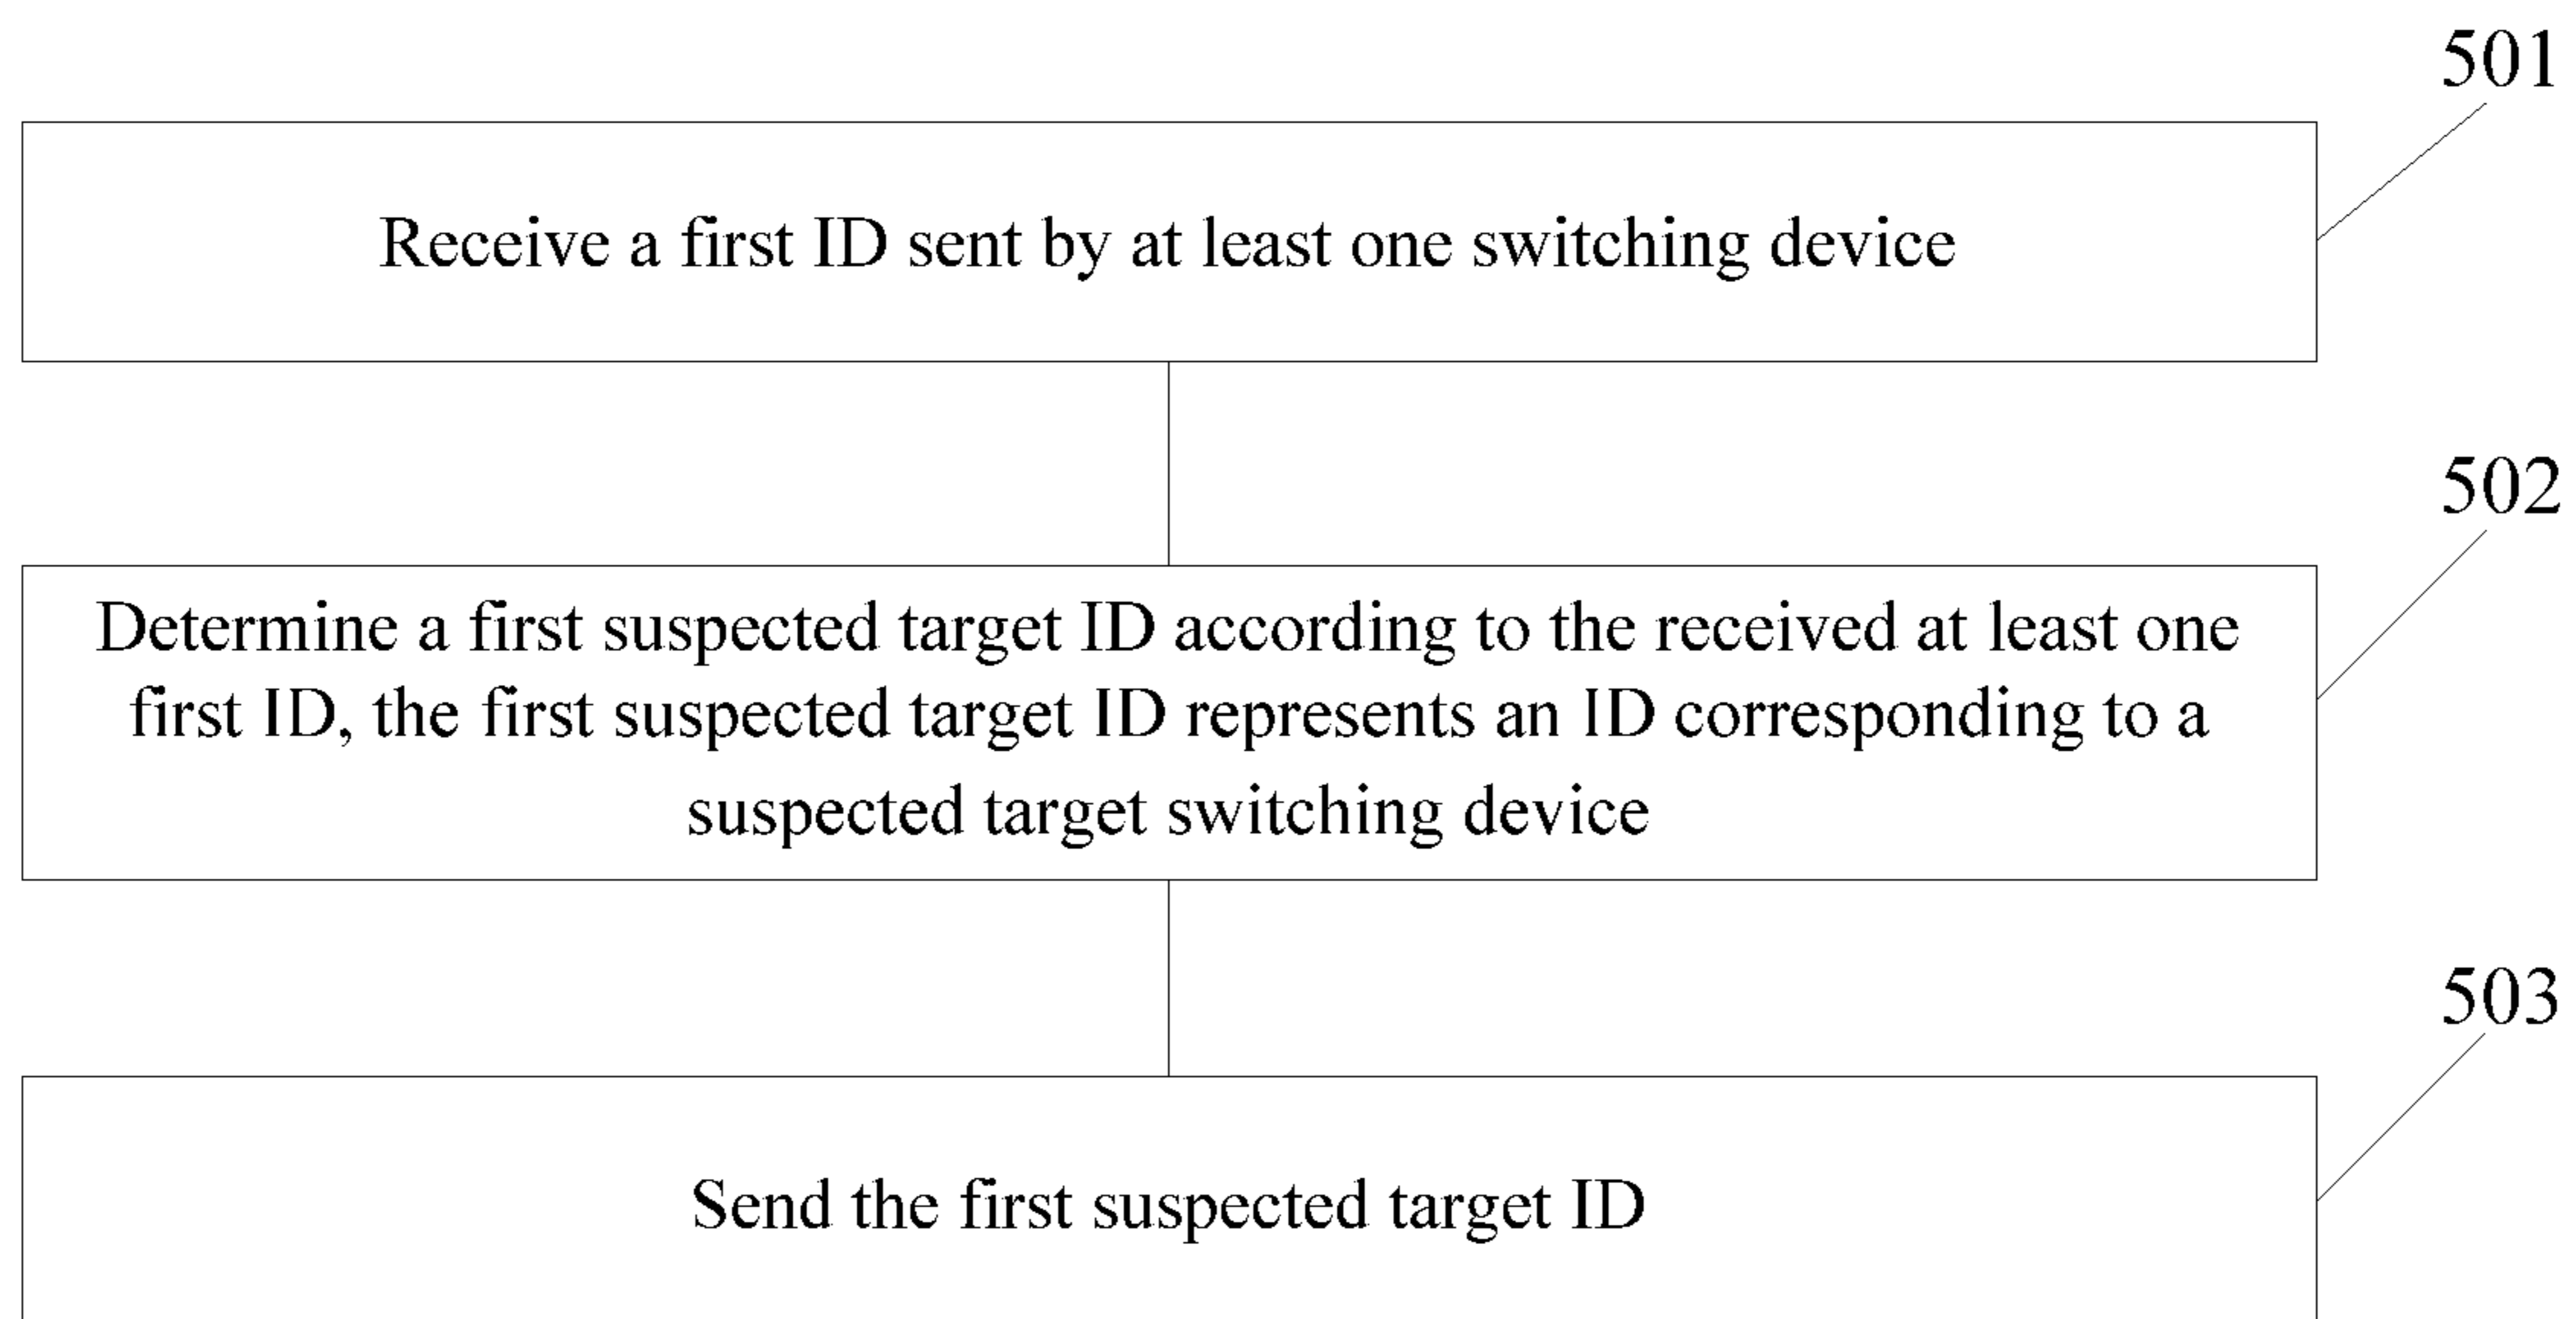 501
Receive a first ID sent by at least one switching device
502
Determine a first suspected target ID according to the received at least one
first ID, the first suspected target ID represents an ID corresponding to a
suspected target switching device
503
Send the first suspected target ID